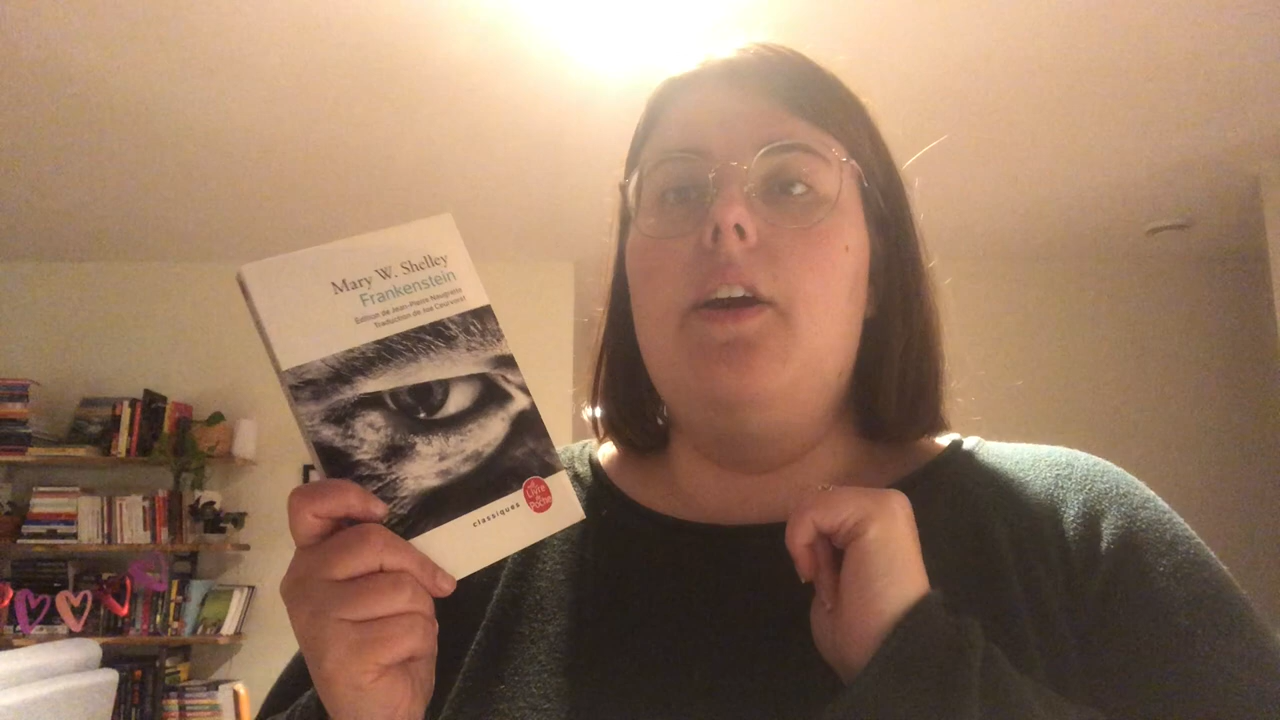 Mary W. Shelley
Frankenstein
Édition de Jean-Pierre Naugrette
Traduction de Joe Ceurvorst
classiques
Le Livre de Poche